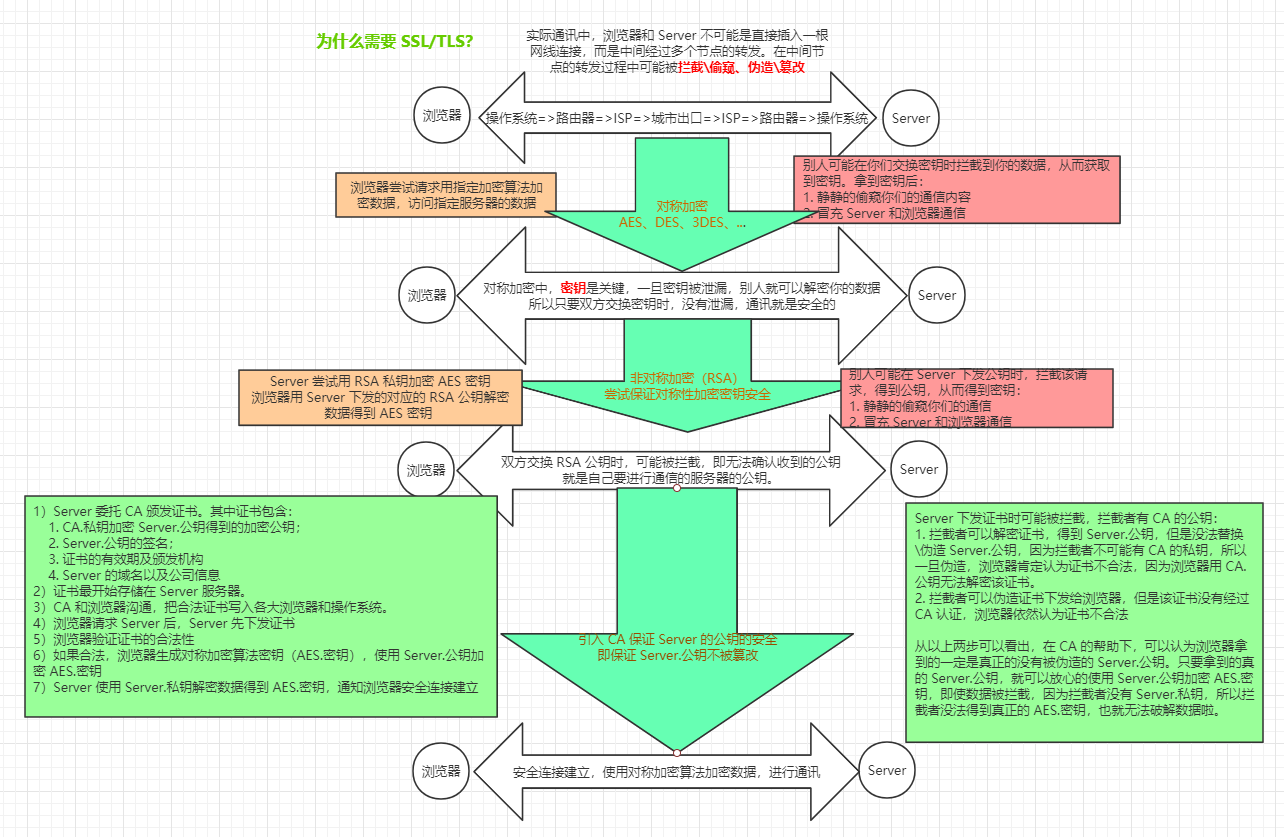 为什么需要 SSL/TLS?
实际通讯中，浏览器和 Server 不可能是直接插入一根
网线连接，而是中间经过多个节点的转发。在中间节
点的转发过程中可能被拦截\偷窥、伪造\篡改
浏览器
操作系统=>路由器=>ISP=>城市出口=>ISP=>路由器=>操作系统
Server
浏览器尝试请求用指定加密算法加
密数据，访问指定服务器的数据
对称加密
AES、DES、3DES、...
别人可能在你们交换密钥时拦截到你的数据，从而获取
到密钥。拿到密钥后：
1. 静静的偷窥你们的通信内容
2. 冒充 Server 和浏览器通信
浏览器
对称加密中，密钥是关键，一旦密钥被泄漏，别人就可以解密你的数据
所以只要双方交换密钥时，没有泄漏，通讯就是安全的
Server
Server 尝试用 RSA 私钥加密 AES 密钥
浏览器用 Server 下发的对应的 RSA 公钥解密
数据得到 AES 密钥
非对称加密（RSA）
尝试保证对称性加密密钥安全
别人可能在 Server 下发公钥时，拦截该请
求，得到公钥，从而得到密钥：
1. 静静的偷窥你们的通信
2. 冒充 Server 和浏览器通信
浏览器
双方交换 RSA 公钥时，可能被拦截，即无法确认收到的公钥
就是自己要进行通信的服务器的公钥。
Server
1）Server 委托 CA 颁发证书。其中证书包含：
1. CA.私钥加密 Server.公钥得到的加密公钥；
2. Server.公钥的签名；
3. 证书的有效期及颁发机构
4. Server 的域名以及公司信息
2）证书最开始存储在 Server 服务器。
3）CA 和浏览器沟通，把合法证书写入各大浏览器和操作系统。
4）浏览器请求 Server 后，Server 先下发证书
5）浏览器验证证书的合法性
6）如果合法，浏览器生成对称加密算法密钥（AES.密钥），使用 Server.公钥加
密 AES.密钥
7）Server 使用 Server.私钥解密数据得到 AES.密钥，通知浏览器安全连接建立
引入 CA 保证 Server 的公钥的安全
即保证 Server.公钥不被篡改
Server 下发证书时可能被拦截，拦截者有 CA 的公钥：
1. 拦截者可以解密证书，得到 Server.公钥，但是没法替换
\伪造 Server.公钥，因为拦截者不可能有 CA 的私钥，所以
一旦伪造，浏览器肯定认为证书不合法，因为浏览器用 CA.
公钥无法解密该证书。
2. 拦截者可以伪造证书下发给浏览器，但是该证书没有经过
CA 认证，浏览器依然认为证书不合法
从以上两步可以看出，在 CA 的帮助下，可以认为浏览器拿
到的一定是真正的没有被伪造的 Server.公钥。只要拿到的真
的 Server.公钥，就可以放心的使用 Server.公钥加密 AES.密
钥，即使数据被拦截，因为拦截者没有 Server.私钥，所以拦
截者没法得到真正的 AES.密钥，也就无法破解数据啦。
浏览器
安全连接建立，使用对称加密算法加密数据，进行通讯
Server